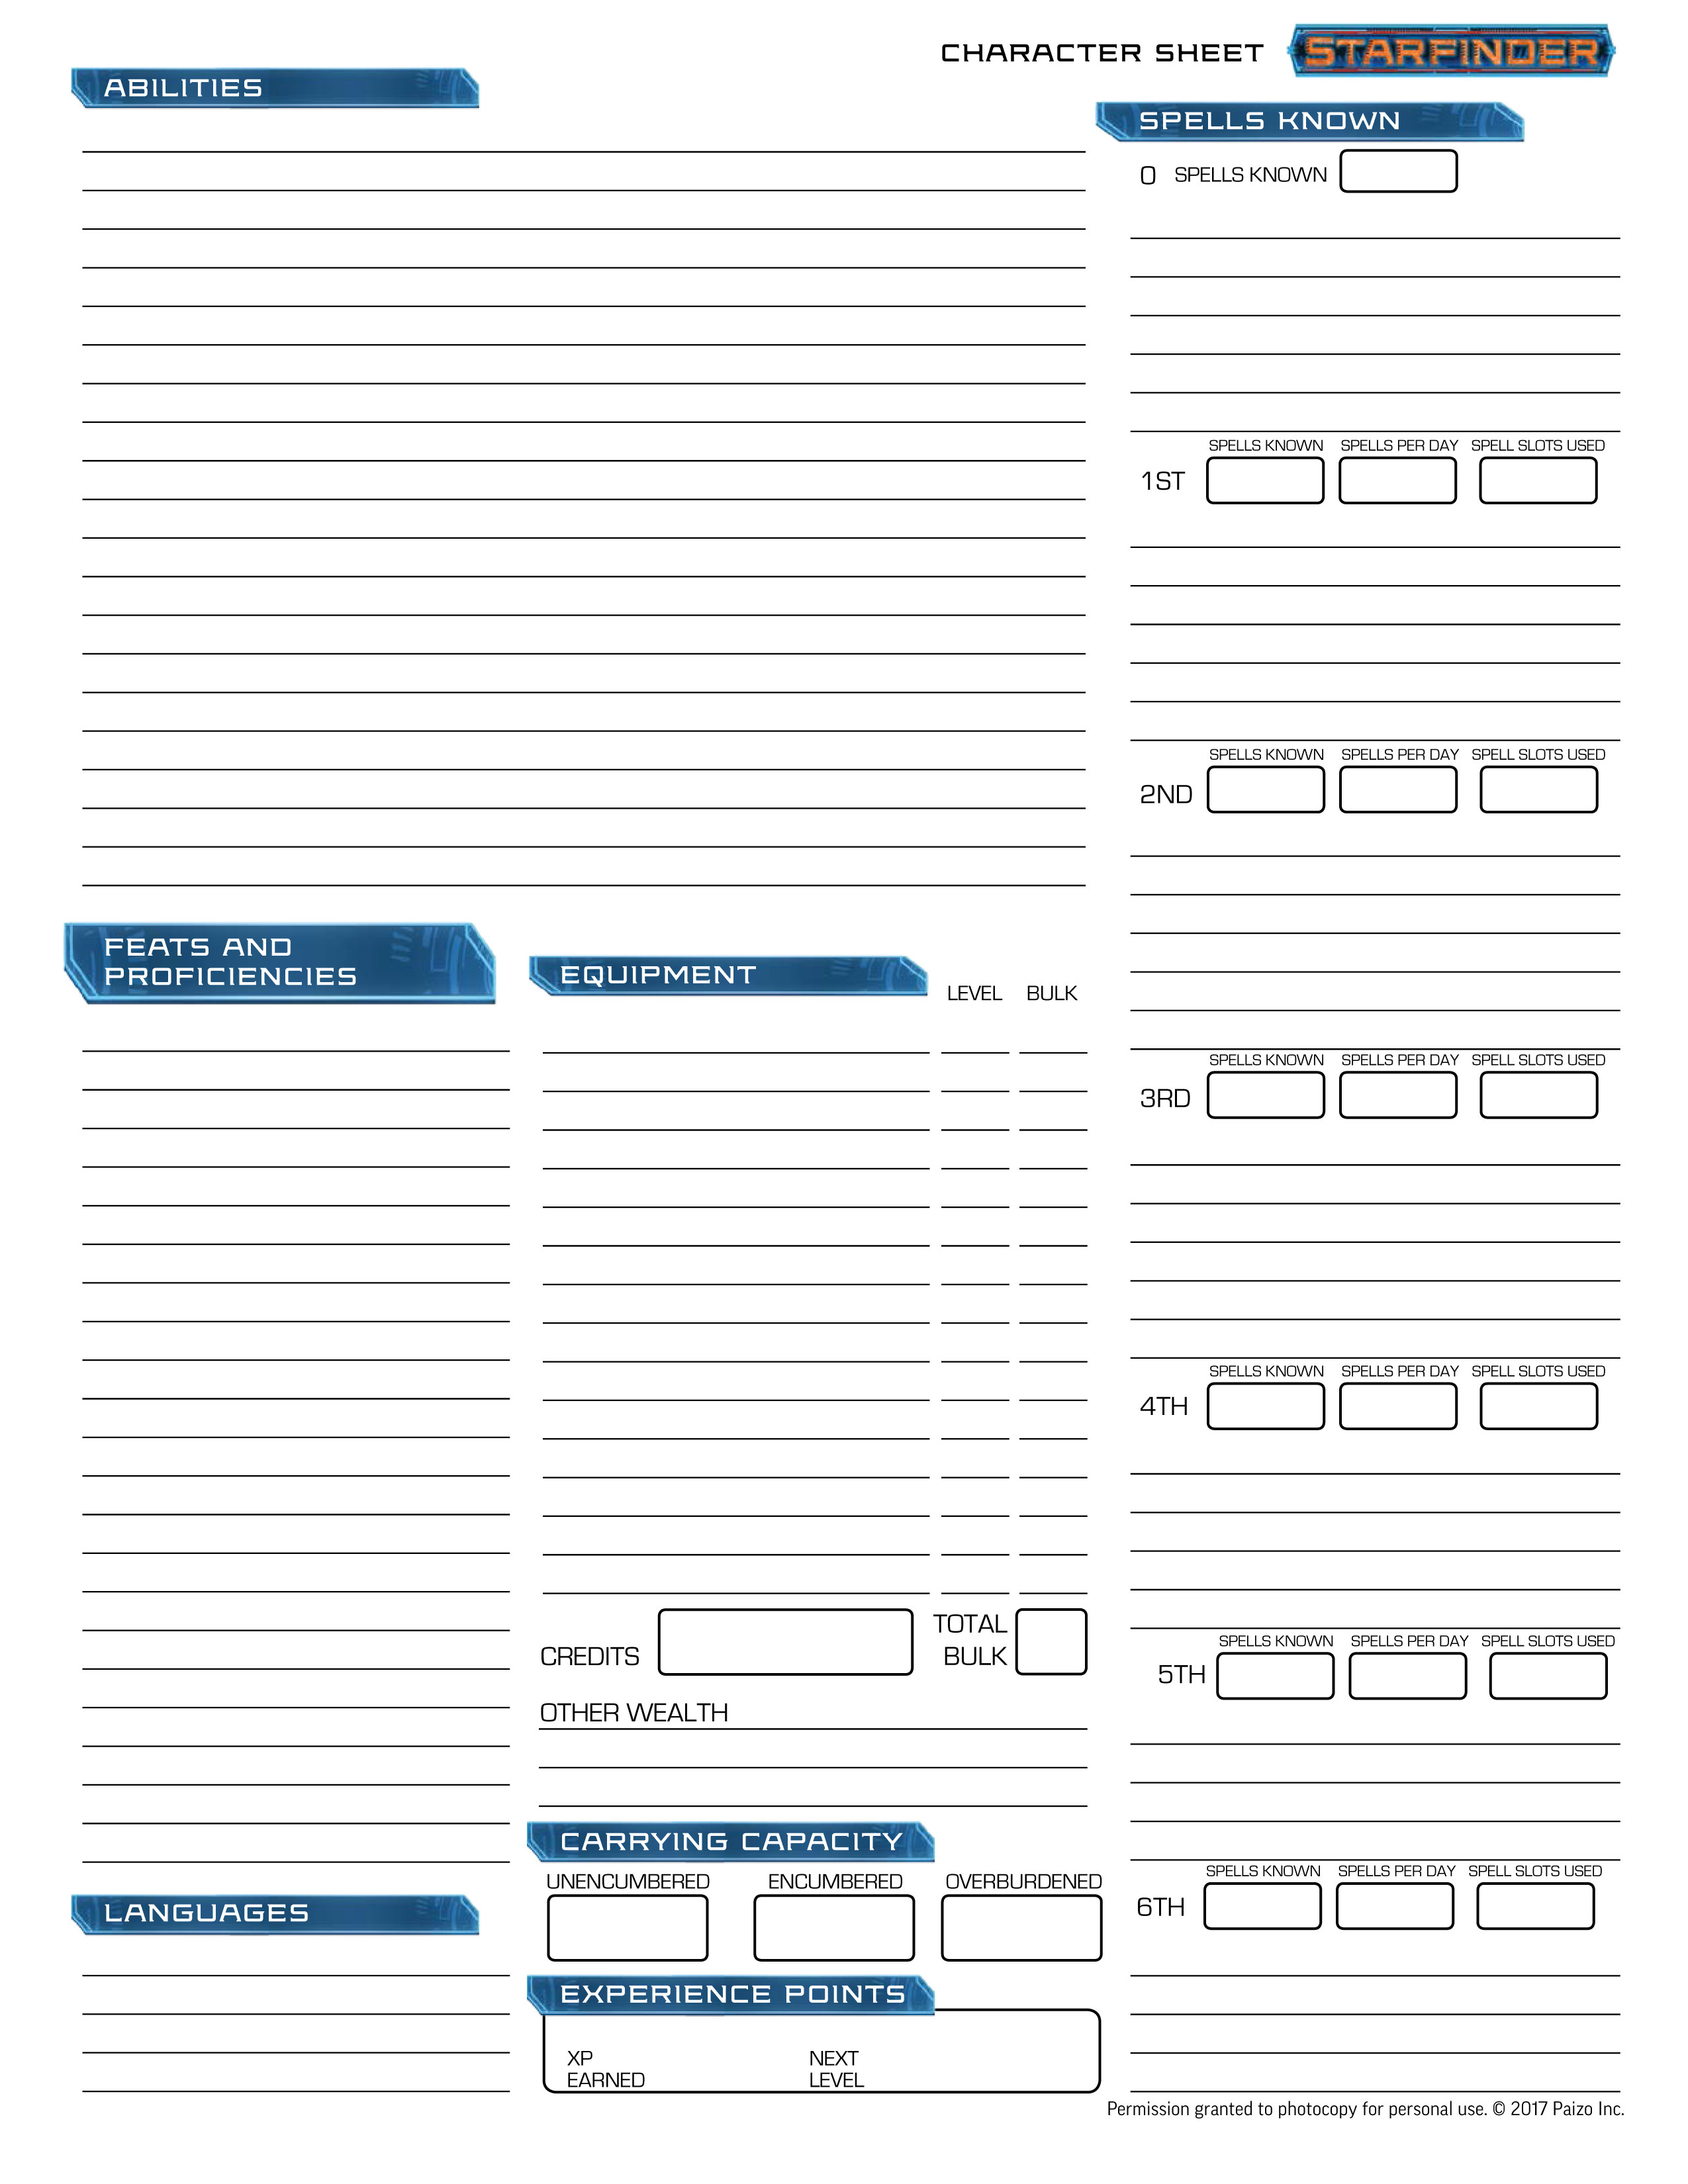 CHARACTER SHEET STARFINDER
ABILITIES
SPELLS KNOWN
0 SPELLS KNOWN
SPELLS KNOWN SPELLS PER DAY SPELL SLOTS USED
1ST
SPELLS KNOWN SPELLS PER DAY SPELL SLOTS USED
2ND
SPELLS KNOWN SPELLS PER DAY SPELL SLOTS USED
3RD
SPELLS KNOWN SPELLS PER DAY SPELL SLOTS USED
4TH
SPELLS KNOWN SPELLS PER DAY SPELL SLOTS USED
5TH
SPELLS KNOWN SPELLS PER DAY SPELL SLOTS USED
6TH
FEATS AND
PROFICIENCIES
LANGUAGES
EQUIPMENT
LEVEL BULK
CREDITS
TOTAL
BULK
OTHER WEALTH
CARRYING CAPACITY
UNENCUMBERED ENCUMBERED OVERBURDENED
EXPERIENCE POINTS
XP
EARNED
NEXT
LEVEL
Permission granted to photocopy for personal use. © 2017 Paizo Inc.